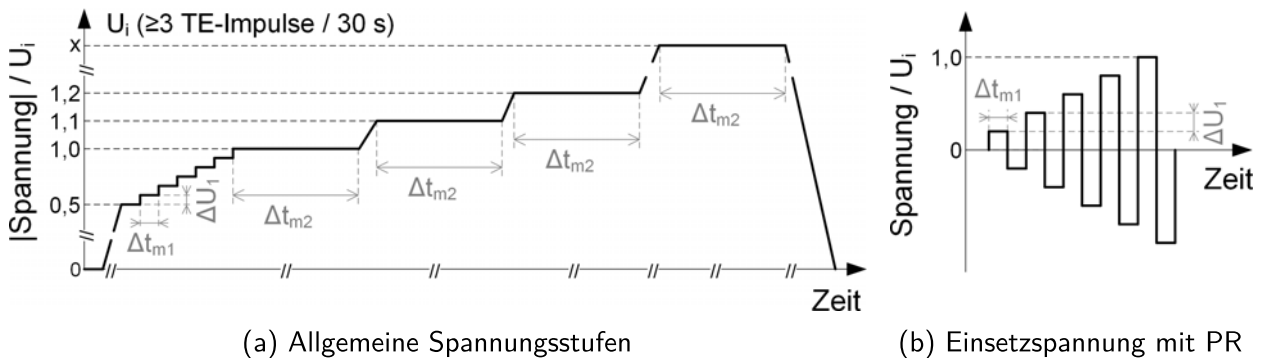 Uᵢ (≥3 TE-Impulse / 30 s)
|Spannung| / Uᵢ
x
1,2
1,1
1,0
0,5
0
Δtₘ₁
ΔU₁
Δtₘ₂
Δtₘ₂
Δtₘ₂
Δtₘ₂
Zeit
(a) Allgemeine Spannungsstufen
Spannung / Uᵢ
1,0
0
Δtₘ₁
ΔU₁
Zeit
(b) Einsetzspannung mit PR